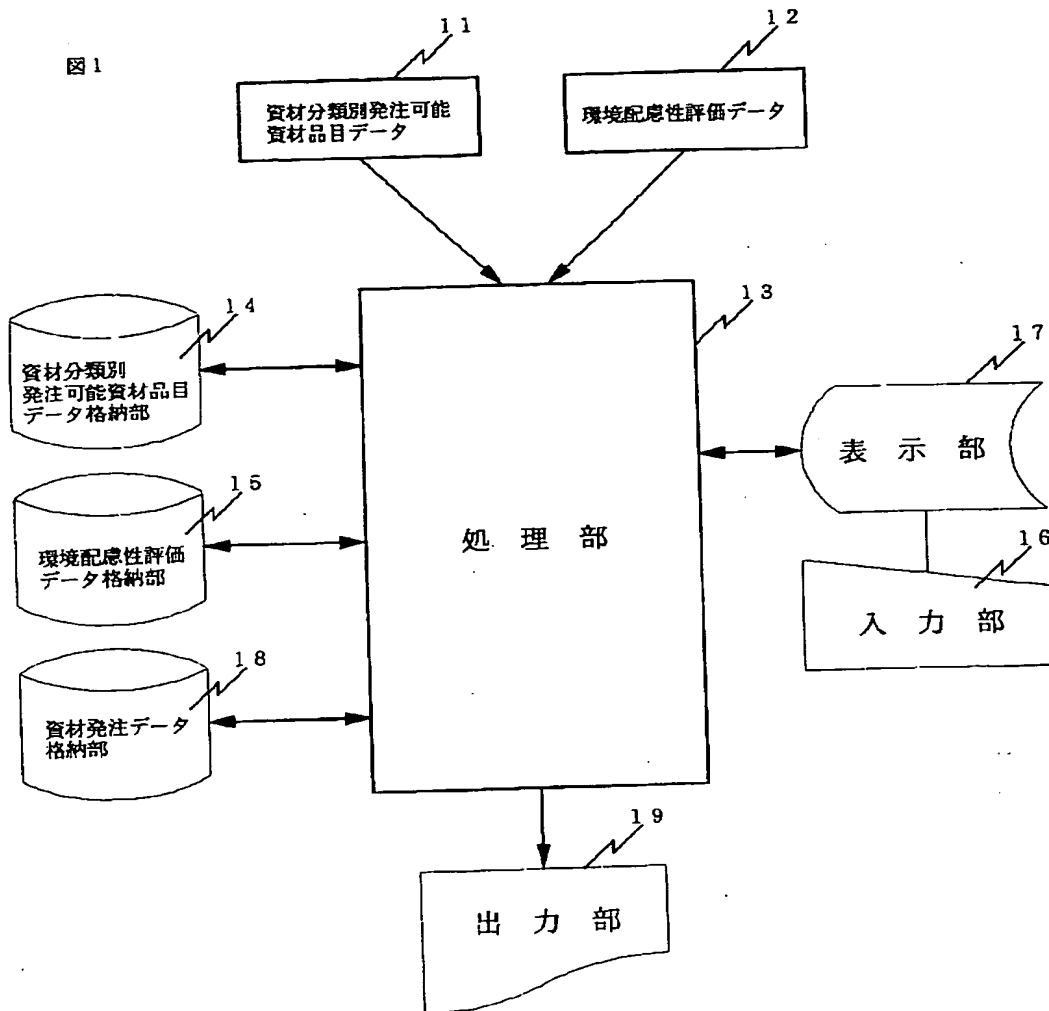 図1
11
12
資材分類別発注可能
資材品目データ
環境配慮性評価データ
13
14
資材分類別
発注可能資材品目
データ格納部
17
表 示 部
15
環境配慮性評価
データ格納部
処 理 部
16
入 力 部
18
資材発注データ
格納部
19
出 力 部